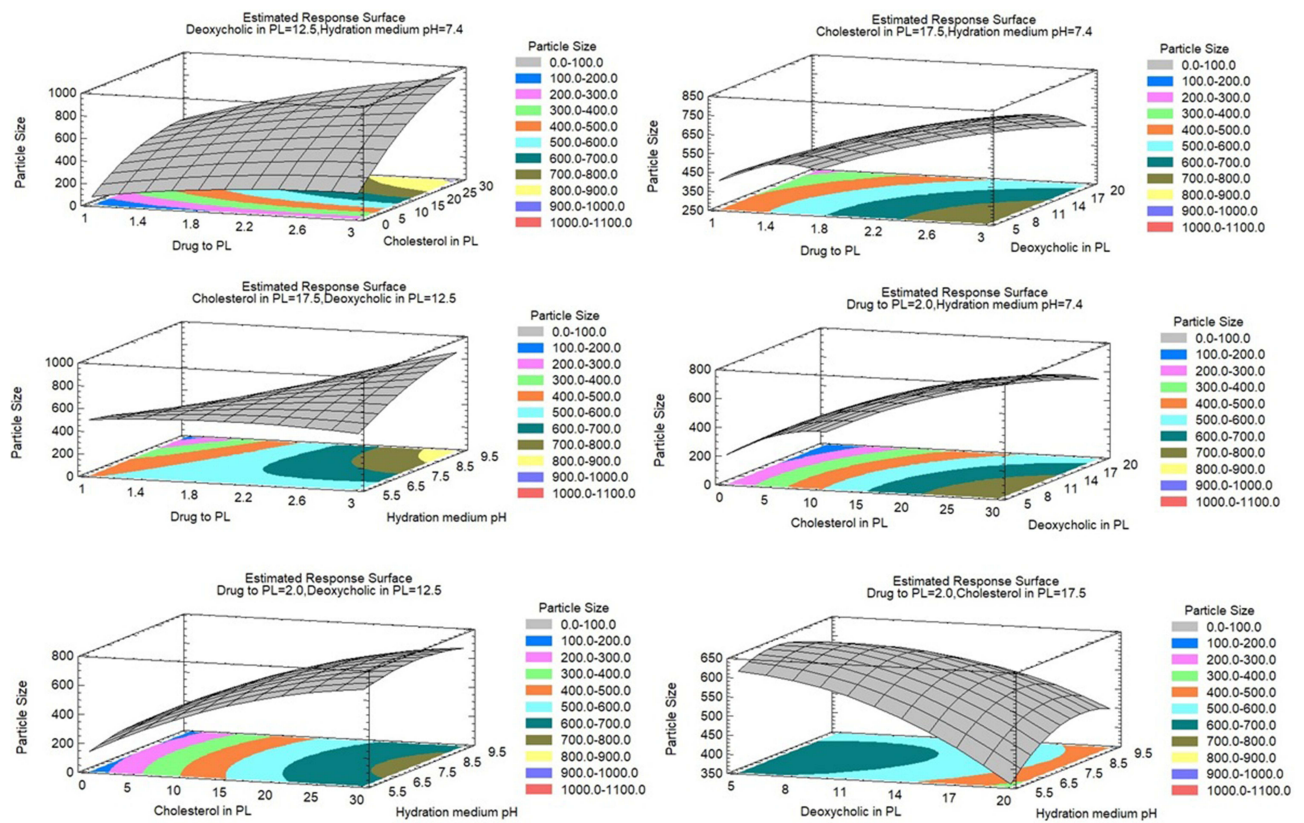 Estimated Response Surface
Deoxycholic in PL=12.5,Hydration medium pH=7.4
Particle Size
0.0-100.0
100.0-200.0
200.0-300.0
300.0-400.0
400.0-500.0
500.0-600.0
600.0-700.0
700.0-800.0
800.0-900.0
900.0-1000.0
1000.0-1100.0
Particle Size
1000
800
600
400
200
0
1 1.4 1.8 2.2 2.6 3
Drug to PL
0 5 10 15 20 25 30
Cholesterol in PL
Estimated Response Surface
Cholesterol in PL=17.5,Hydration medium pH=7.4
Particle Size
0.0-100.0
100.0-200.0
200.0-300.0
300.0-400.0
400.0-500.0
500.0-600.0
600.0-700.0
700.0-800.0
800.0-900.0
900.0-1000.0
1000.0-1100.0
Particle Size
850
750
650
550
450
350
250
1 1.4 1.8 2.2 2.6 3
Drug to PL
5 8 11 14 17 20
Deoxycholic in PL
Estimated Response Surface
Cholesterol in PL=17.5,Deoxycholic in PL=12.5
Particle Size
0.0-100.0
100.0-200.0
200.0-300.0
300.0-400.0
400.0-500.0
500.0-600.0
600.0-700.0
700.0-800.0
800.0-900.0
900.0-1000.0
1000.0-1100.0
Particle Size
1000
800
600
400
200
0
1 1.4 1.8 2.2 2.6 3
Drug to PL
5.5 6.5 7.5 8.5 9.5
Hydration medium pH
Estimated Response Surface
Drug to PL=2.0,Hydration medium pH=7.4
Particle Size
0.0-100.0
100.0-200.0
200.0-300.0
300.0-400.0
400.0-500.0
500.0-600.0
600.0-700.0
700.0-800.0
800.0-900.0
900.0-1000.0
1000.0-1100.0
Particle Size
800
600
400
200
0
0 5 10 15 20 25 30
Cholesterol in PL
5 8 11 14 17 20
Deoxycholic in PL
Estimated Response Surface
Drug to PL=2.0,Deoxycholic in PL=12.5
Particle Size
0.0-100.0
100.0-200.0
200.0-300.0
300.0-400.0
400.0-500.0
500.0-600.0
600.0-700.0
700.0-800.0
800.0-900.0
900.0-1000.0
1000.0-1100.0
Particle Size
800
600
400
200
0
0 5 10 15 20 25 30
Cholesterol in PL
5.5 6.5 7.5 8.5 9.5
Hydration medium pH
Estimated Response Surface
Drug to PL=2.0,Cholesterol in PL=17.5
Particle Size
0.0-100.0
100.0-200.0
200.0-300.0
300.0-400.0
400.0-500.0
500.0-600.0
600.0-700.0
700.0-800.0
800.0-900.0
900.0-1000.0
1000.0-1100.0
Particle Size
650
600
550
500
450
400
350
5 8 11 14 17 20
Deoxycholic in PL
5.5 6.5 7.5 8.5 9.5
Hydration medium pH